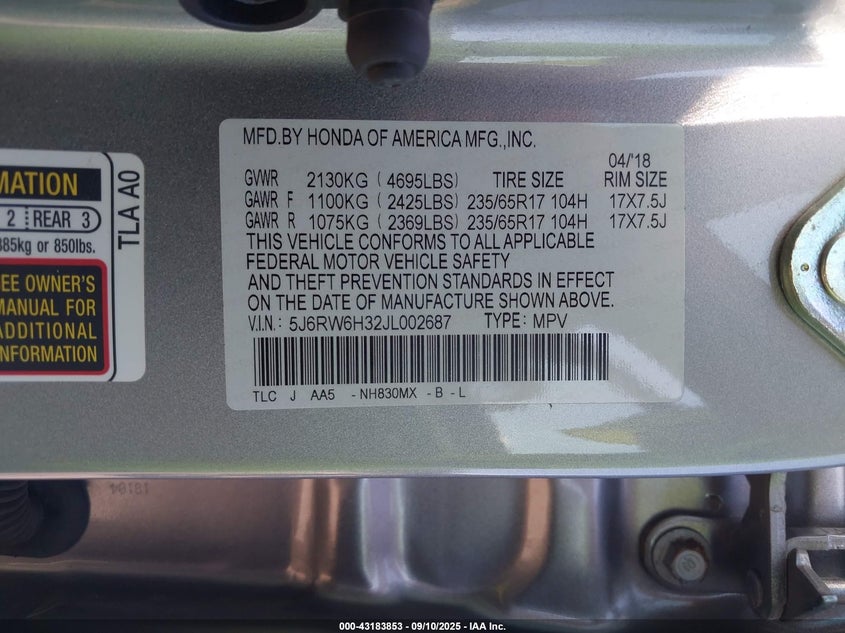 MFD.BY HONDA OF AMERICA MFG.,INC.
04/'18
GVWR 2130KG ( 4695LBS) TIRE SIZE RIM SIZE
GAWR F 1100KG ( 2425LBS) 235/65R17 104H 17X7.5J
GAWR R 1075KG ( 2369LBS) 235/65R17 104H 17X7.5J
THIS VEHICLE CONFORMS TO ALL APPLICABLE
FEDERAL MOTOR VEHICLE SAFETY
AND THEFT PREVENTION STANDARDS IN EFFECT
ON THE DATE OF MANUFACTURE SHOWN ABOVE.
V.I.N.: 5J6RW6H32JL002687 TYPE: MPV
TLC J AA5 -NH830MX -B -L
MATION
2 REAR 3
385kg or 850lbs.
EE OWNER'S
MANUAL FOR
ADDITIONAL
INFORMATION
TLA A0
18104
000-43183853 - 09/10/2025 - IAA Inc.